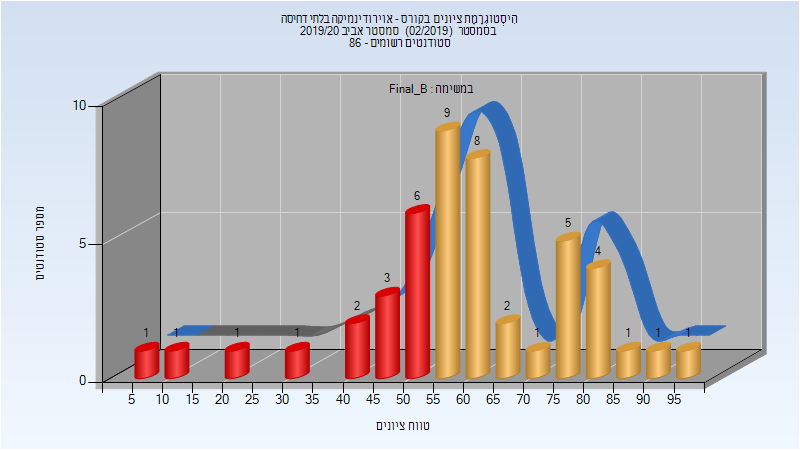 היסטוגרמת ציונים בקורס - אוירודינמיקה בלתי דחיסה
בסמסטר (02/2019) סמסטר אביב 2019/20
סטודנטים רשומים - 86
במשימה : Final_B
מספר סטודנטים
10
5
0
1 1 1 1 2 3 6 9 8 2 1 5 4 1 1 1
5 10 15 20 25 30 35 40 45 50 55 60 65 70 75 80 85 90 95
טווח ציונים